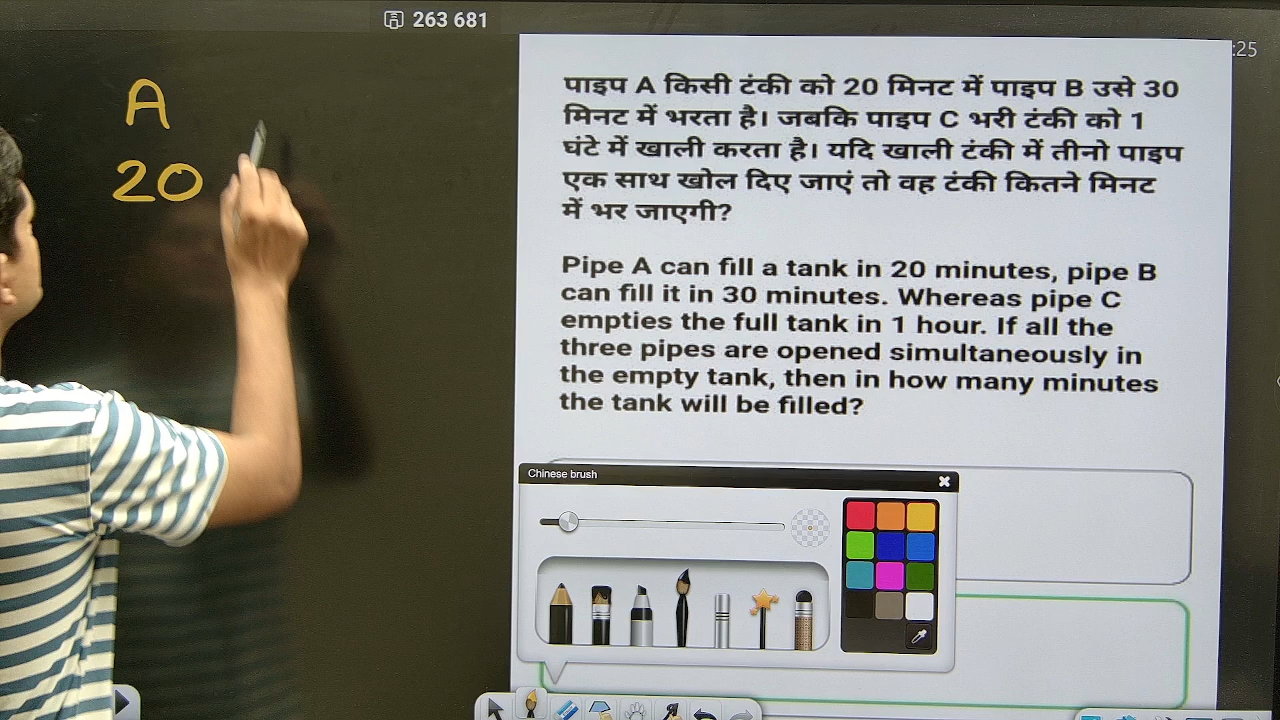 263 681
:25
A
20
पाइप A किसी टंकी को 20 मिनट में पाइप B उसे 30
मिनट में भरता है। जबकि पाइप C भरी टंकी को 1
घंटे में खाली करता है। यदि खाली टंकी में तीनो पाइप
एक साथ खोल दिए जाएं तो वह टंकी कितने मिनट
में भर जाएगी?
Pipe A can fill a tank in 20 minutes, pipe B
can fill it in 30 minutes. Whereas pipe C
empties the full tank in 1 hour. If all the
three pipes are opened simultaneously in
the empty tank, then in how many minutes
the tank will be filled?
Chinese brush